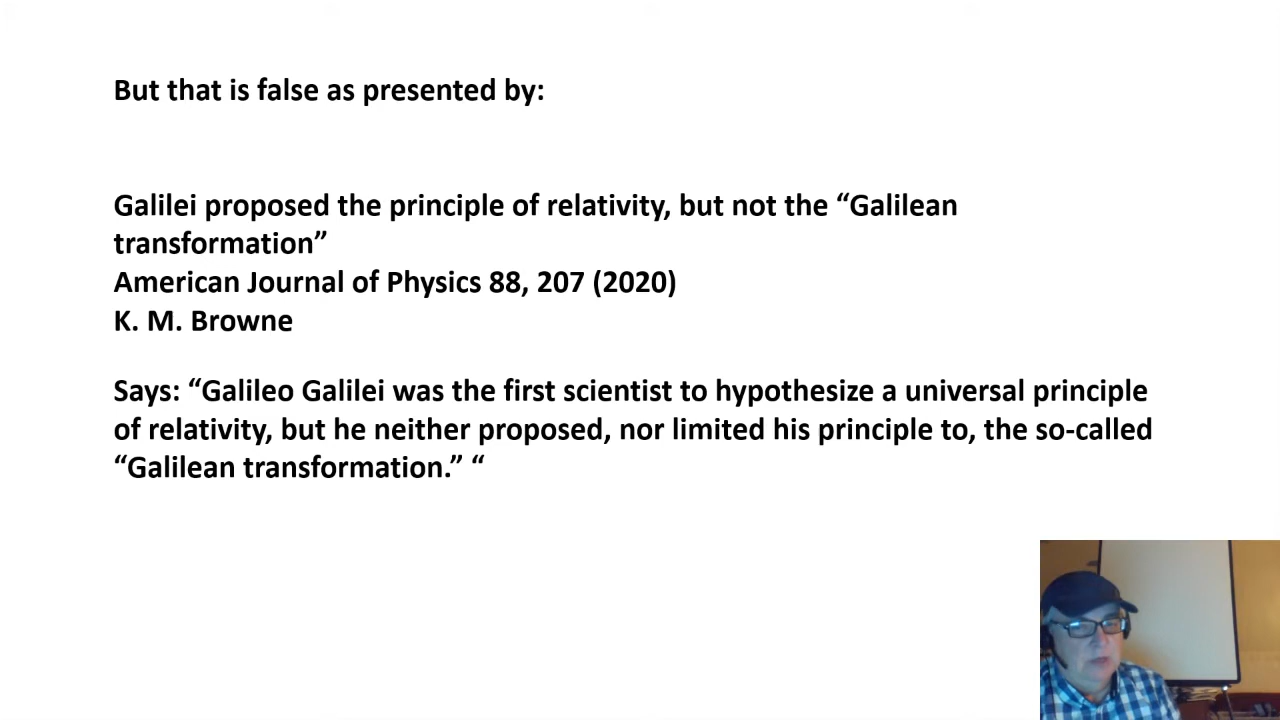 But that is false as presented by:
Galilei proposed the principle of relativity, but not the “Galilean
transformation”
American Journal of Physics 88, 207 (2020)
K. M. Browne
Says: “Galileo Galilei was the first scientist to hypothesize a universal principle
of relativity, but he neither proposed, nor limited his principle to, the so-called
“Galilean transformation.” “